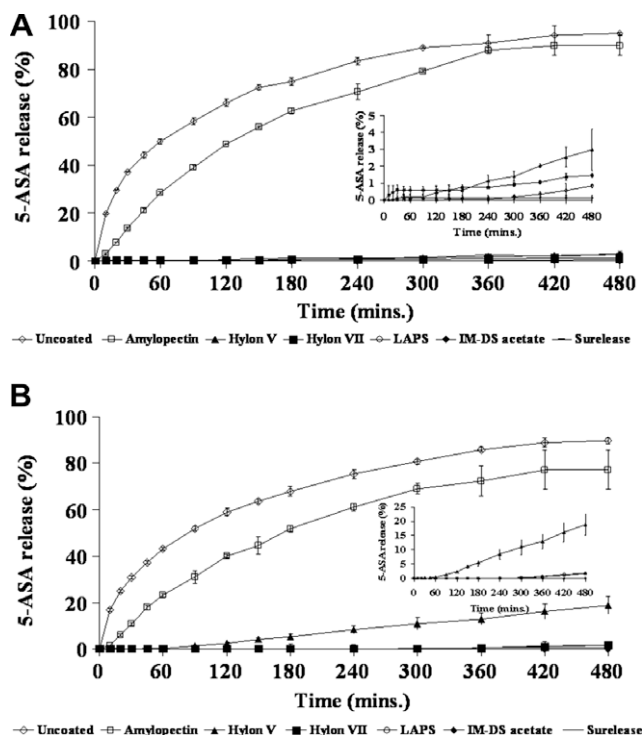 A
100
80
60
40
20
0
5-ASA release (%)
5
4
3
2
1
0
5-ASA release (%)
0 60 120 180 240 300 360 420 480
Time (mins.)
0 60 120 180 240 300 360 420 480
Time (mins.)
Uncoated Amylopectin Hylon V Hylon VII LAPS IM-DS acetate Surelease
B
100
80
60
40
20
0
5-ASA release (%)
25
20
15
10
5
0
5-ASA release (%)
0 60 120 180 240 300 360 420 480
Time (mins.)
0 60 120 180 240 300 360 420 480
Time (mins.)
Uncoated Amylopectin Hylon V Hylon VII LAPS IM-DS acetate Surelease